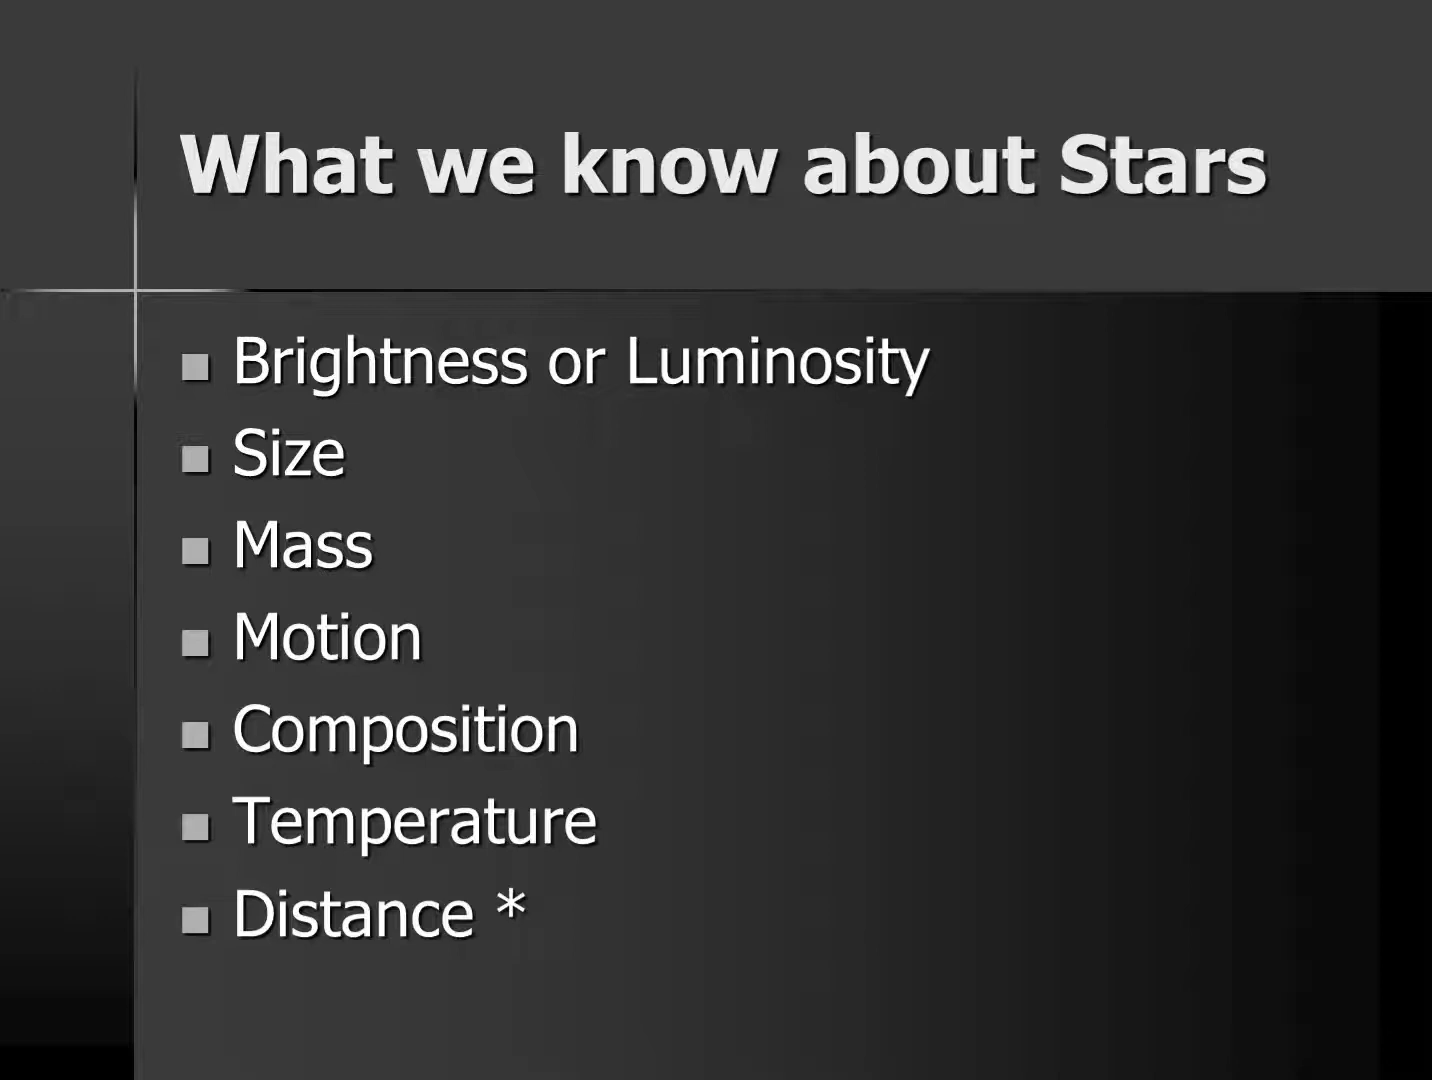 What we know about Stars
Brightness or Luminosity
Size
Mass
Motion
Composition
Temperature
Distance *